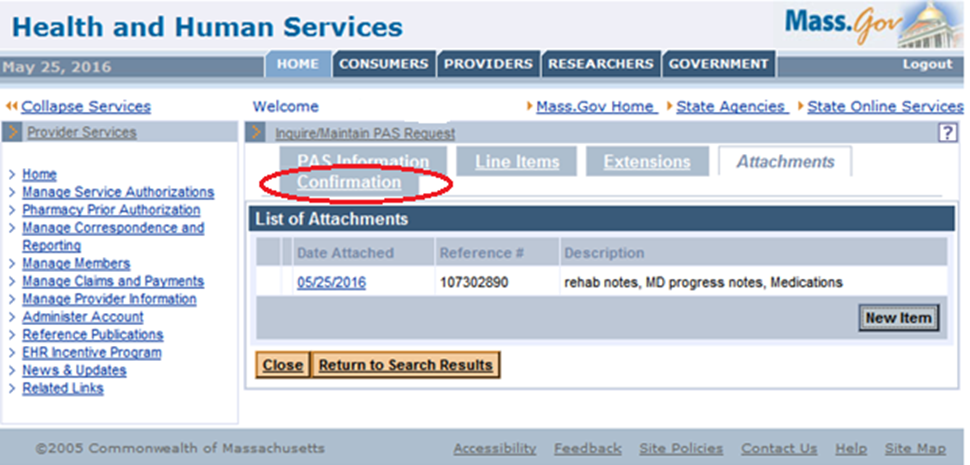 Health and Human Services
Mass.Gov
May 25, 2016
HOME CONSUMERS PROVIDERS RESEARCHERS GOVERNMENT Logout
Collapse Services
Welcome
Mass.Gov Home State Agencies State Online Services
Provider Services
Home
Manage Service Authorizations
Pharmacy Prior Authorization
Manage Correspondence and
Reporting
Manage Members
Manage Claims and Payments
Manage Provider Information
Administer Account
Reference Publications
EHR Incentive Program
News & Updates
Related Links
Inquire/Maintain PAS Request ?
PAS Information Line Items Extensions Attachments
Confirmation
List of Attachments
Date Attached Reference # Description
05/25/2016 107302890 rehab notes, MD progress notes, Medications
New Item
Close Return to Search Results
©2005 Commonwealth of Massachusetts
Accessibility Feedback Site Policies Contact Us Help Site Map